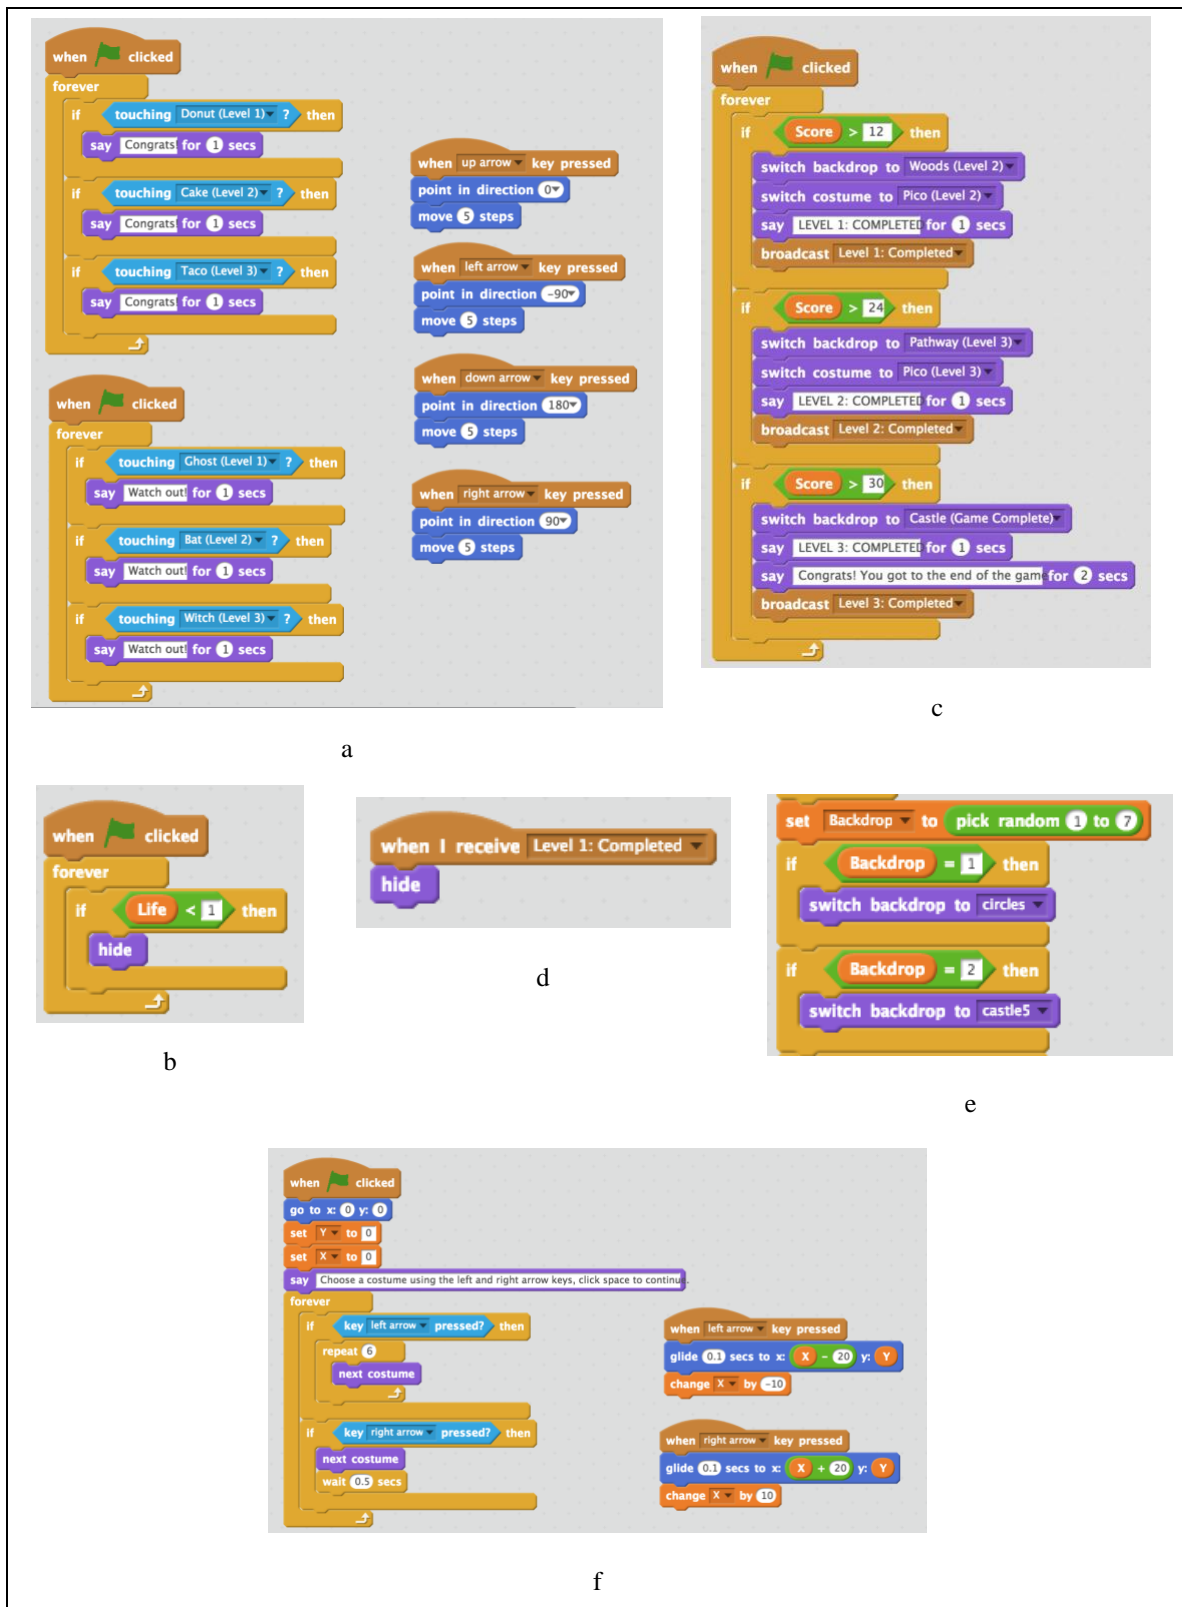 when clicked
forever
if touching Donut (Level 1) ? then
say Congrats! for 1 secs
if touching Cake (Level 2) ? then
say Congrats! for 1 secs
if touching Taco (Level 3) ? then
say Congrats! for 1 secs
when clicked
forever
if touching Ghost (Level 1) ? then
say Watch out! for 1 secs
if touching Bat (Level 2) ? then
say Watch out! for 1 secs
if touching Witch (Level 3) ? then
say Watch out! for 1 secs
when up arrow key pressed
point in direction 0
move 5 steps
when left arrow key pressed
point in direction -90
move 5 steps
when down arrow key pressed
point in direction 180
move 5 steps
when right arrow key pressed
point in direction 90
move 5 steps
a
when clicked
forever
if Score > 12 then
switch backdrop to Woods (Level 2)
switch costume to Pico (Level 2)
say LEVEL 1: COMPLETED for 1 secs
broadcast Level 1: Completed
if Score > 24 then
switch backdrop to Pathway (Level 3)
switch costume to Pico (Level 3)
say LEVEL 2: COMPLETED for 1 secs
broadcast Level 2: Completed
if Score > 30 then
switch backdrop to Castle (Game Complete)
say LEVEL 3: COMPLETED for 1 secs
say Congrats! You got to the end of the game for 2 secs
broadcast Level 3: Completed
c
when clicked
forever
if Life < 1 then
hide
b
when I receive Level 1: Completed
hide
d
set Backdrop to pick random 1 to 7
if Backdrop = 1 then
switch backdrop to circles
if Backdrop = 2 then
switch backdrop to castle5
e
when clicked
go to x: 0 y: 0
set Y to 0
set X to 0
say Choose a costume using the left and right arrow keys, click space to continue.
forever
if key left arrow pressed? then
repeat 6
next costume
if key right arrow pressed? then
next costume
wait 0.5 secs
when left arrow key pressed
glide 0.1 secs to x: X - 20 y: Y
change X by -10
when right arrow key pressed
glide 0.1 secs to x: X + 20 y: Y
change X by 10
f